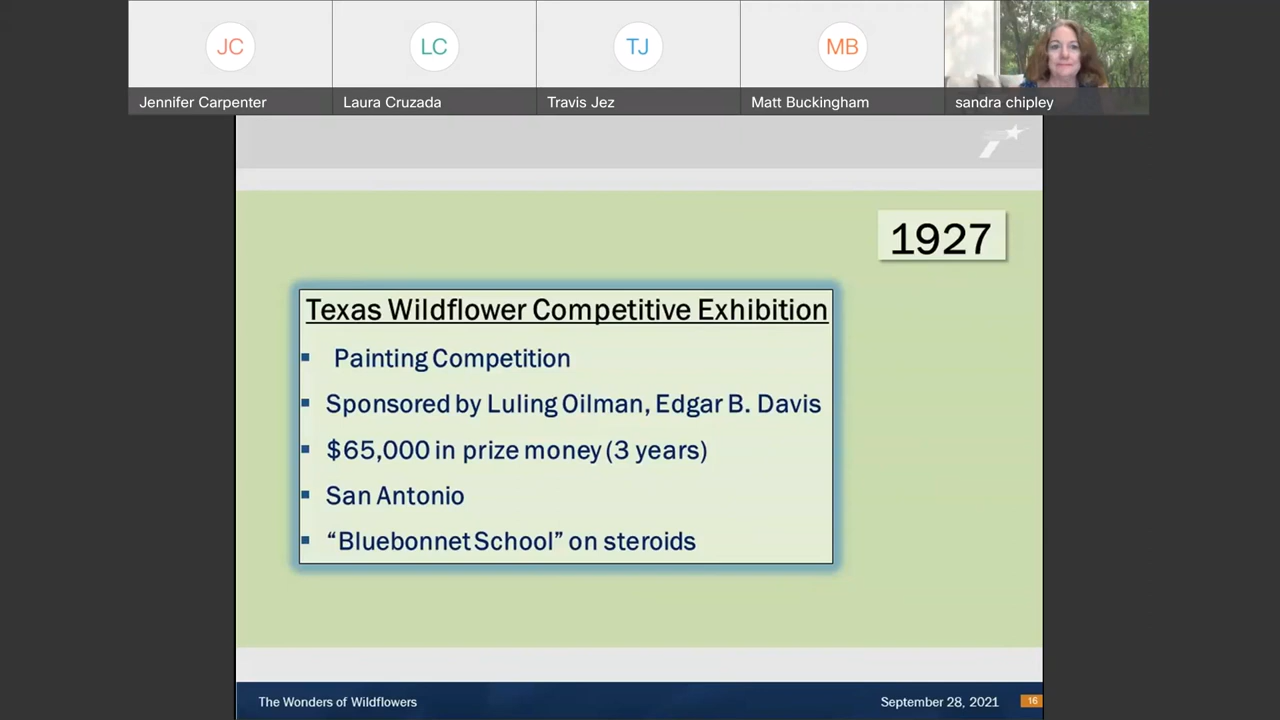 JC
LC
TJ
MB
Jennifer Carpenter
Laura Cruzada
Travis Jez
Matt Buckingham
sandra chipley
1927
Texas Wildflower Competitive Exhibition
▪ Painting Competition
▪ Sponsored by Luling Oilman, Edgar B. Davis
▪ $65,000 in prize money (3 years)
▪ San Antonio
▪ “Bluebonnet School” on steroids
The Wonders of Wildflowers
September 28, 2021
16